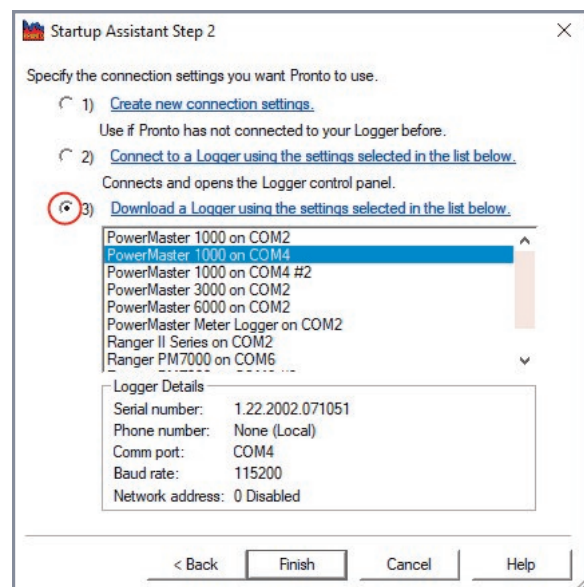 Startup Assistant Step 2
Specify the connection settings you want Pronto to use.
1) Create new connection settings.
Use if Pronto has not connected to your Logger before.
2) Connect to a Logger using the settings selected in the list below.
Connects and opens the Logger control panel.
3) Download a Logger using the settings selected in the list below.
PowerMaster 1000 on COM2
PowerMaster 1000 on COM4
PowerMaster 1000 on COM4 #2
PowerMaster 3000 on COM2
PowerMaster 6000 on COM2
PowerMaster Meter Logger on COM2
Ranger II Series on COM2
Ranger PM7000 on COM6
Logger Details
Serial number: 1.22.2002.071051
Phone number: None (Local)
Comm port: COM4
Baud rate: 115200
Network address: 0 Disabled
< Back Finish Cancel Help